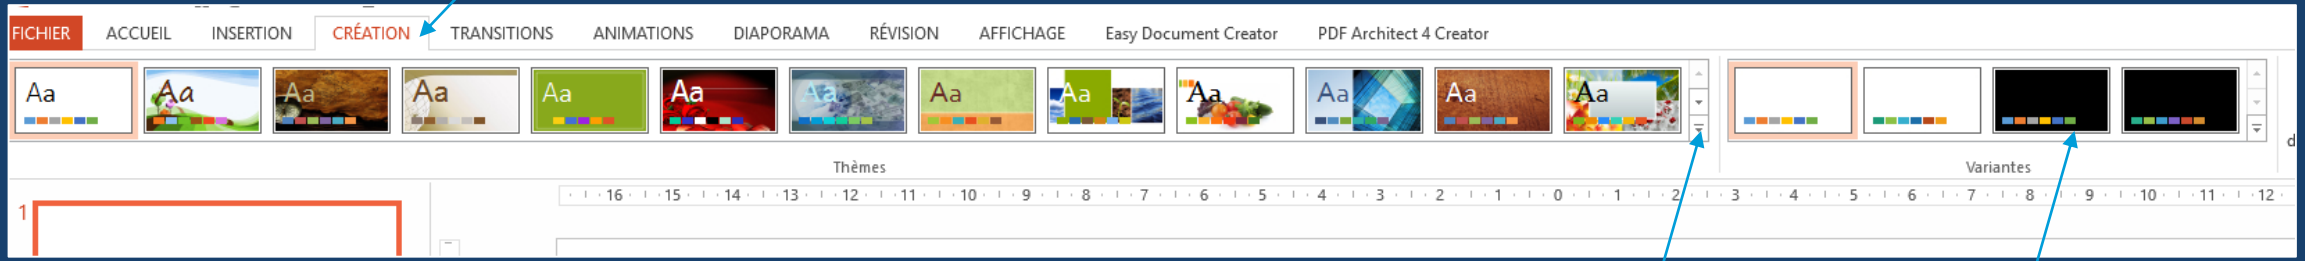 FICHIER ACCUEIL INSERTION CRÉATION TRANSITIONS ANIMATIONS DIAPORAMA RÉVISION AFFICHAGE Easy Document Creator PDF Architect 4 Creator
Aa Aa Aa Aa Aa Aa Aa Aa Aa Aa Aa Aa Aa
d
Thèmes Variantes
16 15 14 13 12 11 10 9 8 7 6 5 4 3 2 1 0 1 2 3 4 5 6 7 8 9 10 11 12
1